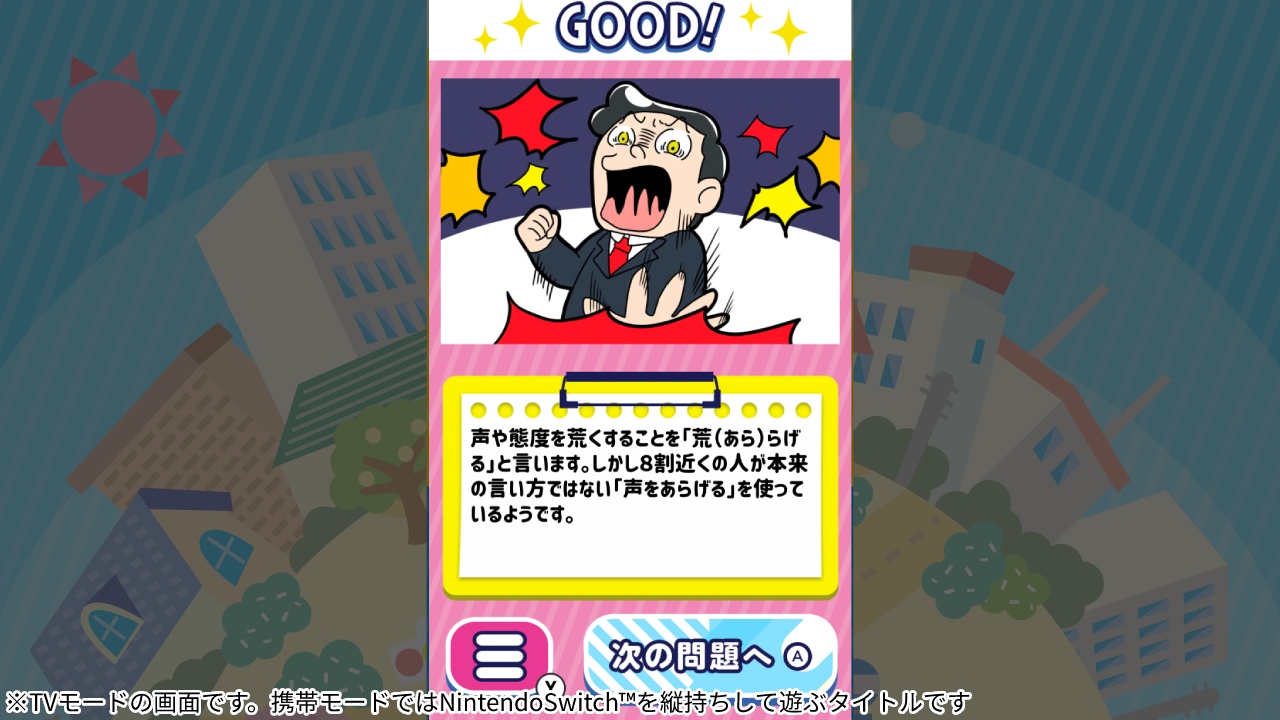 GOOD!
声や態度を荒くすることを「荒(あら)らげ
る」と言います。しかし8割近くの人が本来
の言い方ではない「声をあらげる」を使って
いるようです。
次の問題へ A
Y
※TVモードの画面です。携帯モードではNintendoSwitch™を縦持ちして遊ぶタイトルです